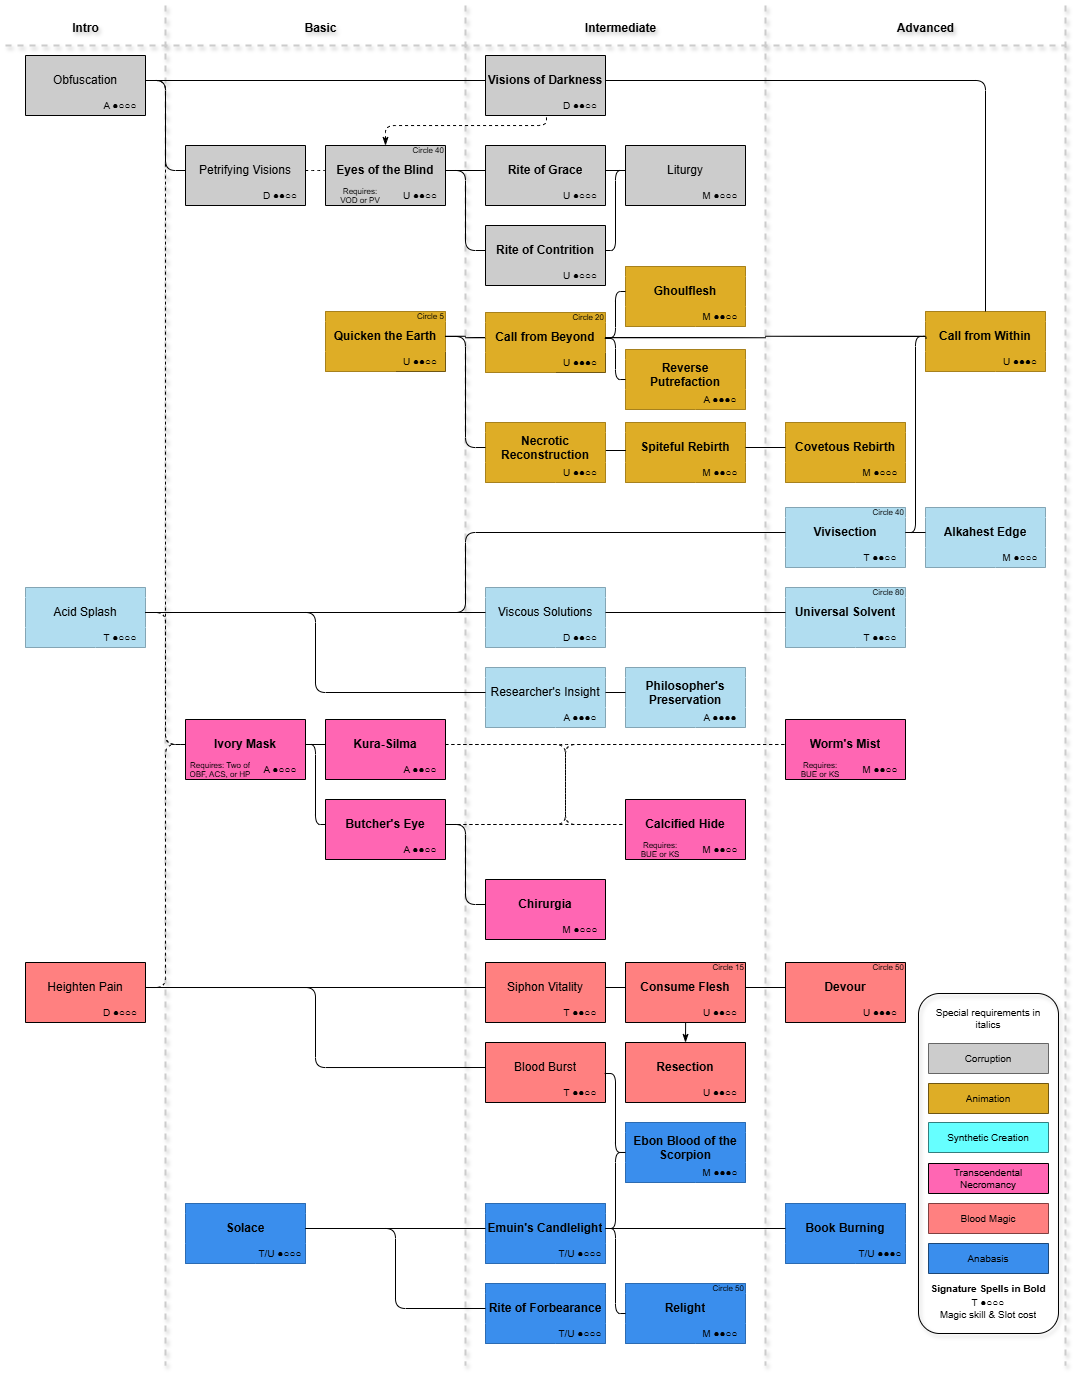 Intro
Basic
Intermediate
Advanced
Obfuscation
A ●○○○
Visions of Darkness
D ●●○○
Petrifying Visions
D ●●○○
Circle 40
Eyes of the Blind
Requires:
VOD or PV
U ●●○○
Rite of Grace
U ●○○○
Liturgy
M ●○○○
Rite of Contrition
U ●○○○
Ghoulflesh
M ●●○○
Circle 5
Quicken the Earth
U ●●○○
Circle 20
Call from Beyond
U ●●●○
Call from Within
U ●●●○
Reverse
Putrefaction
A ●●●○
Necrotic
Reconstruction
U ●●○○
Spiteful Rebirth
M ●●○○
Covetous Rebirth
M ●○○○
Circle 40
Vivisection
T ●●○○
Alkahest Edge
M ●○○○
Acid Splash
T ●○○○
Viscous Solutions
D ●●○○
Circle 80
Universal Solvent
T ●●○○
Researcher's Insight
A ●●●○
Philosopher's
Preservation
A ●●●●
Ivory Mask
Requires: Two of
OBF, ACS, or HP
A ●○○○
Kura-Silma
A ●●○○
Worm's Mist
Requires:
BUE or KS
M ●●○○
Butcher's Eye
A ●●○○
Calcified Hide
Requires:
BUE or KS
M ●●○○
Chirurgia
M ●○○○
Heighten Pain
D ●○○○
Siphon Vitality
T ●●○○
Circle 15
Consume Flesh
U ●●○○
Circle 50
Devour
U ●●●○
Blood Burst
T ●●○○
Resection
U ●●○○
Ebon Blood of the
Scorpion
M ●●●○
Solace
T/U ●○○○
Emuin's Candlelight
T/U ●○○○
Book Burning
T/U ●●●○
Rite of Forbearance
T/U ●○○○
Circle 50
Relight
M ●●○○
Special requirements in
italics
Corruption
Animation
Synthetic Creation
Transcendental
Necromancy
Blood Magic
Anabasis
Signature Spells in Bold
T ●○○○
Magic skill & Slot cost